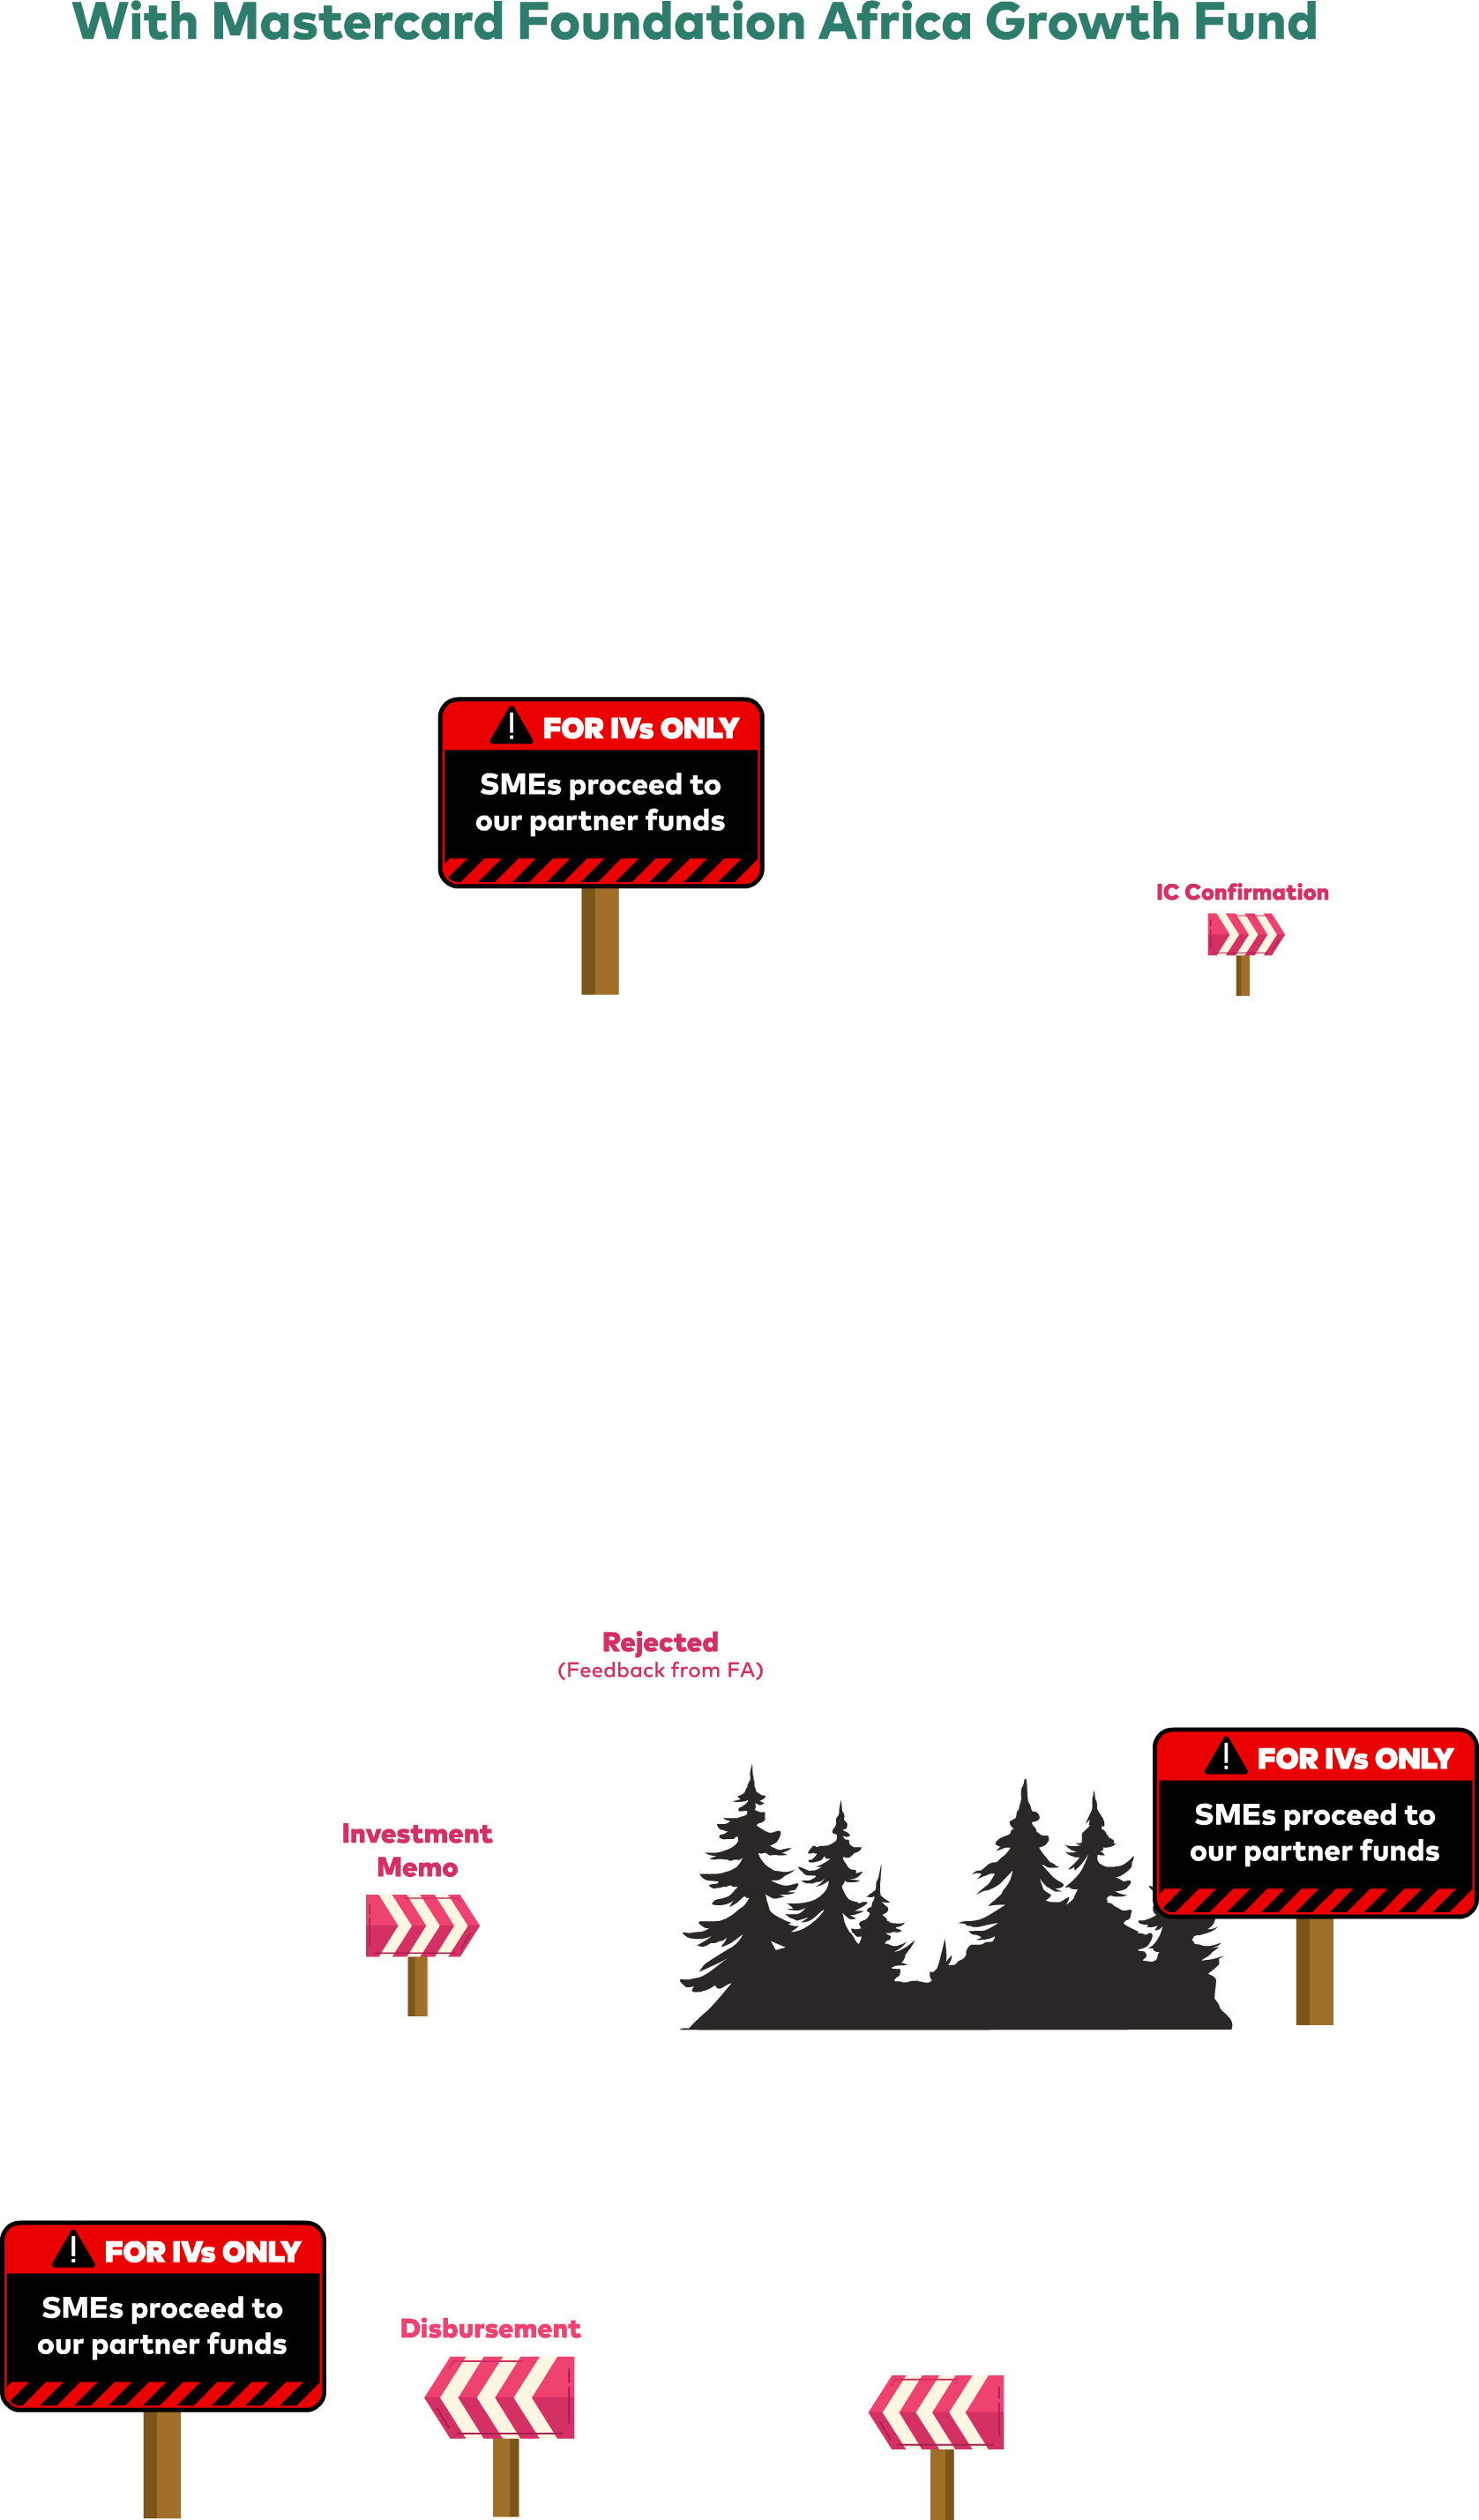 With Mastercard Foundation Africa Growth Fund
FOR IVs ONLY
SMEs proceed to
our partner funds
IC Confirmation
Rejected
(Feedback from FA)
FOR IVs ONLY
SMEs proceed to
our partner funds
Investment
Memo
FOR IVs ONLY
SMEs proceed to
our partner funds
Disbursement